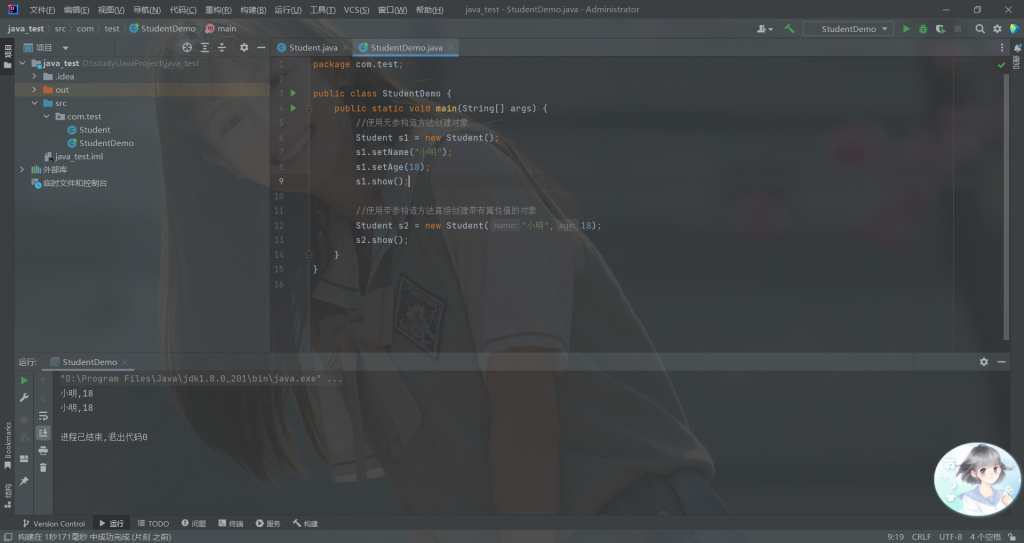 文件(F) 编辑(E) 视图(V) 导航(N) 代码(C) 重构(R) 构建(B) 运行(U) 工具(T) VCS(S) 窗口(W) 帮助(H) java_test - StudentDemo.java - Administrator
java_test src com test StudentDemo main StudentDemo
项目 Student.java StudentDemo.java
java_test D:\study\JavaProject\java_test
.idea
out
src
com.test
Student
StudentDemo
java_test.iml
外部库
临时文件和控制台
1 package com.test;
2
3 public class StudentDemo {
4 public static void main(String[] args) {
5 //使用无参构造方法创建对象
6 Student s1 = new Student();
7 s1.setName("小明");
8 s1.setAge(18);
9 s1.show();
10
11 //使用带参构造方法直接创建带有属性值的对象
12 Student s2 = new Student( name: "小明", age: 18);
13 s2.show();
14 }
15 }
16
运行: StudentDemo
"D:\Program Files\Java\jdk1.8.0_201\bin\java.exe" ...
小明,18
小明,18
进程已结束,退出代码0
Bookmarks
结构
Version Control 运行 TODO 问题 终端 服务 构建
构建在 1秒171毫秒 中成功完成 (片刻 之前) 9:19 CRLF UTF-8 4 个空格